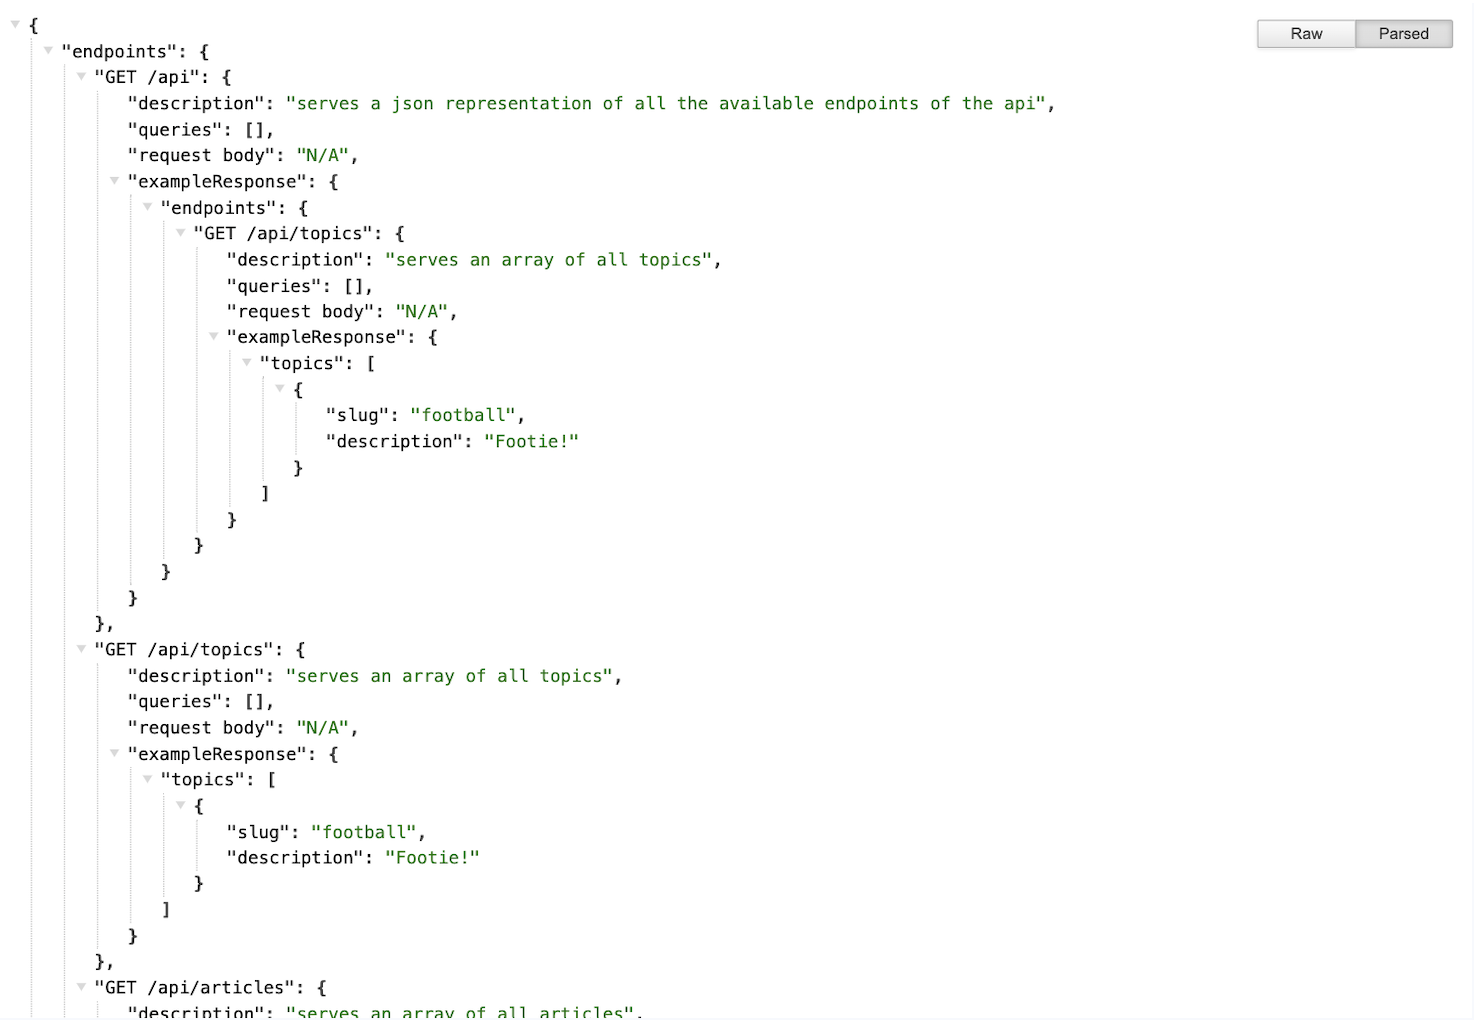 {
Raw Parsed
"endpoints": {
"GET /api": {
"description": "serves a json representation of all the available endpoints of the api",
"queries": [],
"request body": "N/A",
"exampleResponse": {
"endpoints": {
"GET /api/topics": {
"description": "serves an array of all topics",
"queries": [],
"request body": "N/A",
"exampleResponse": {
"topics": [
{
"slug": "football",
"description": "Footie!"
}
]
}
}
}
}
},
"GET /api/topics": {
"description": "serves an array of all topics",
"queries": [],
"request body": "N/A",
"exampleResponse": {
"topics": [
{
"slug": "football",
"description": "Footie!"
}
]
}
},
"GET /api/articles": {
"description": "serves an array of all articles",